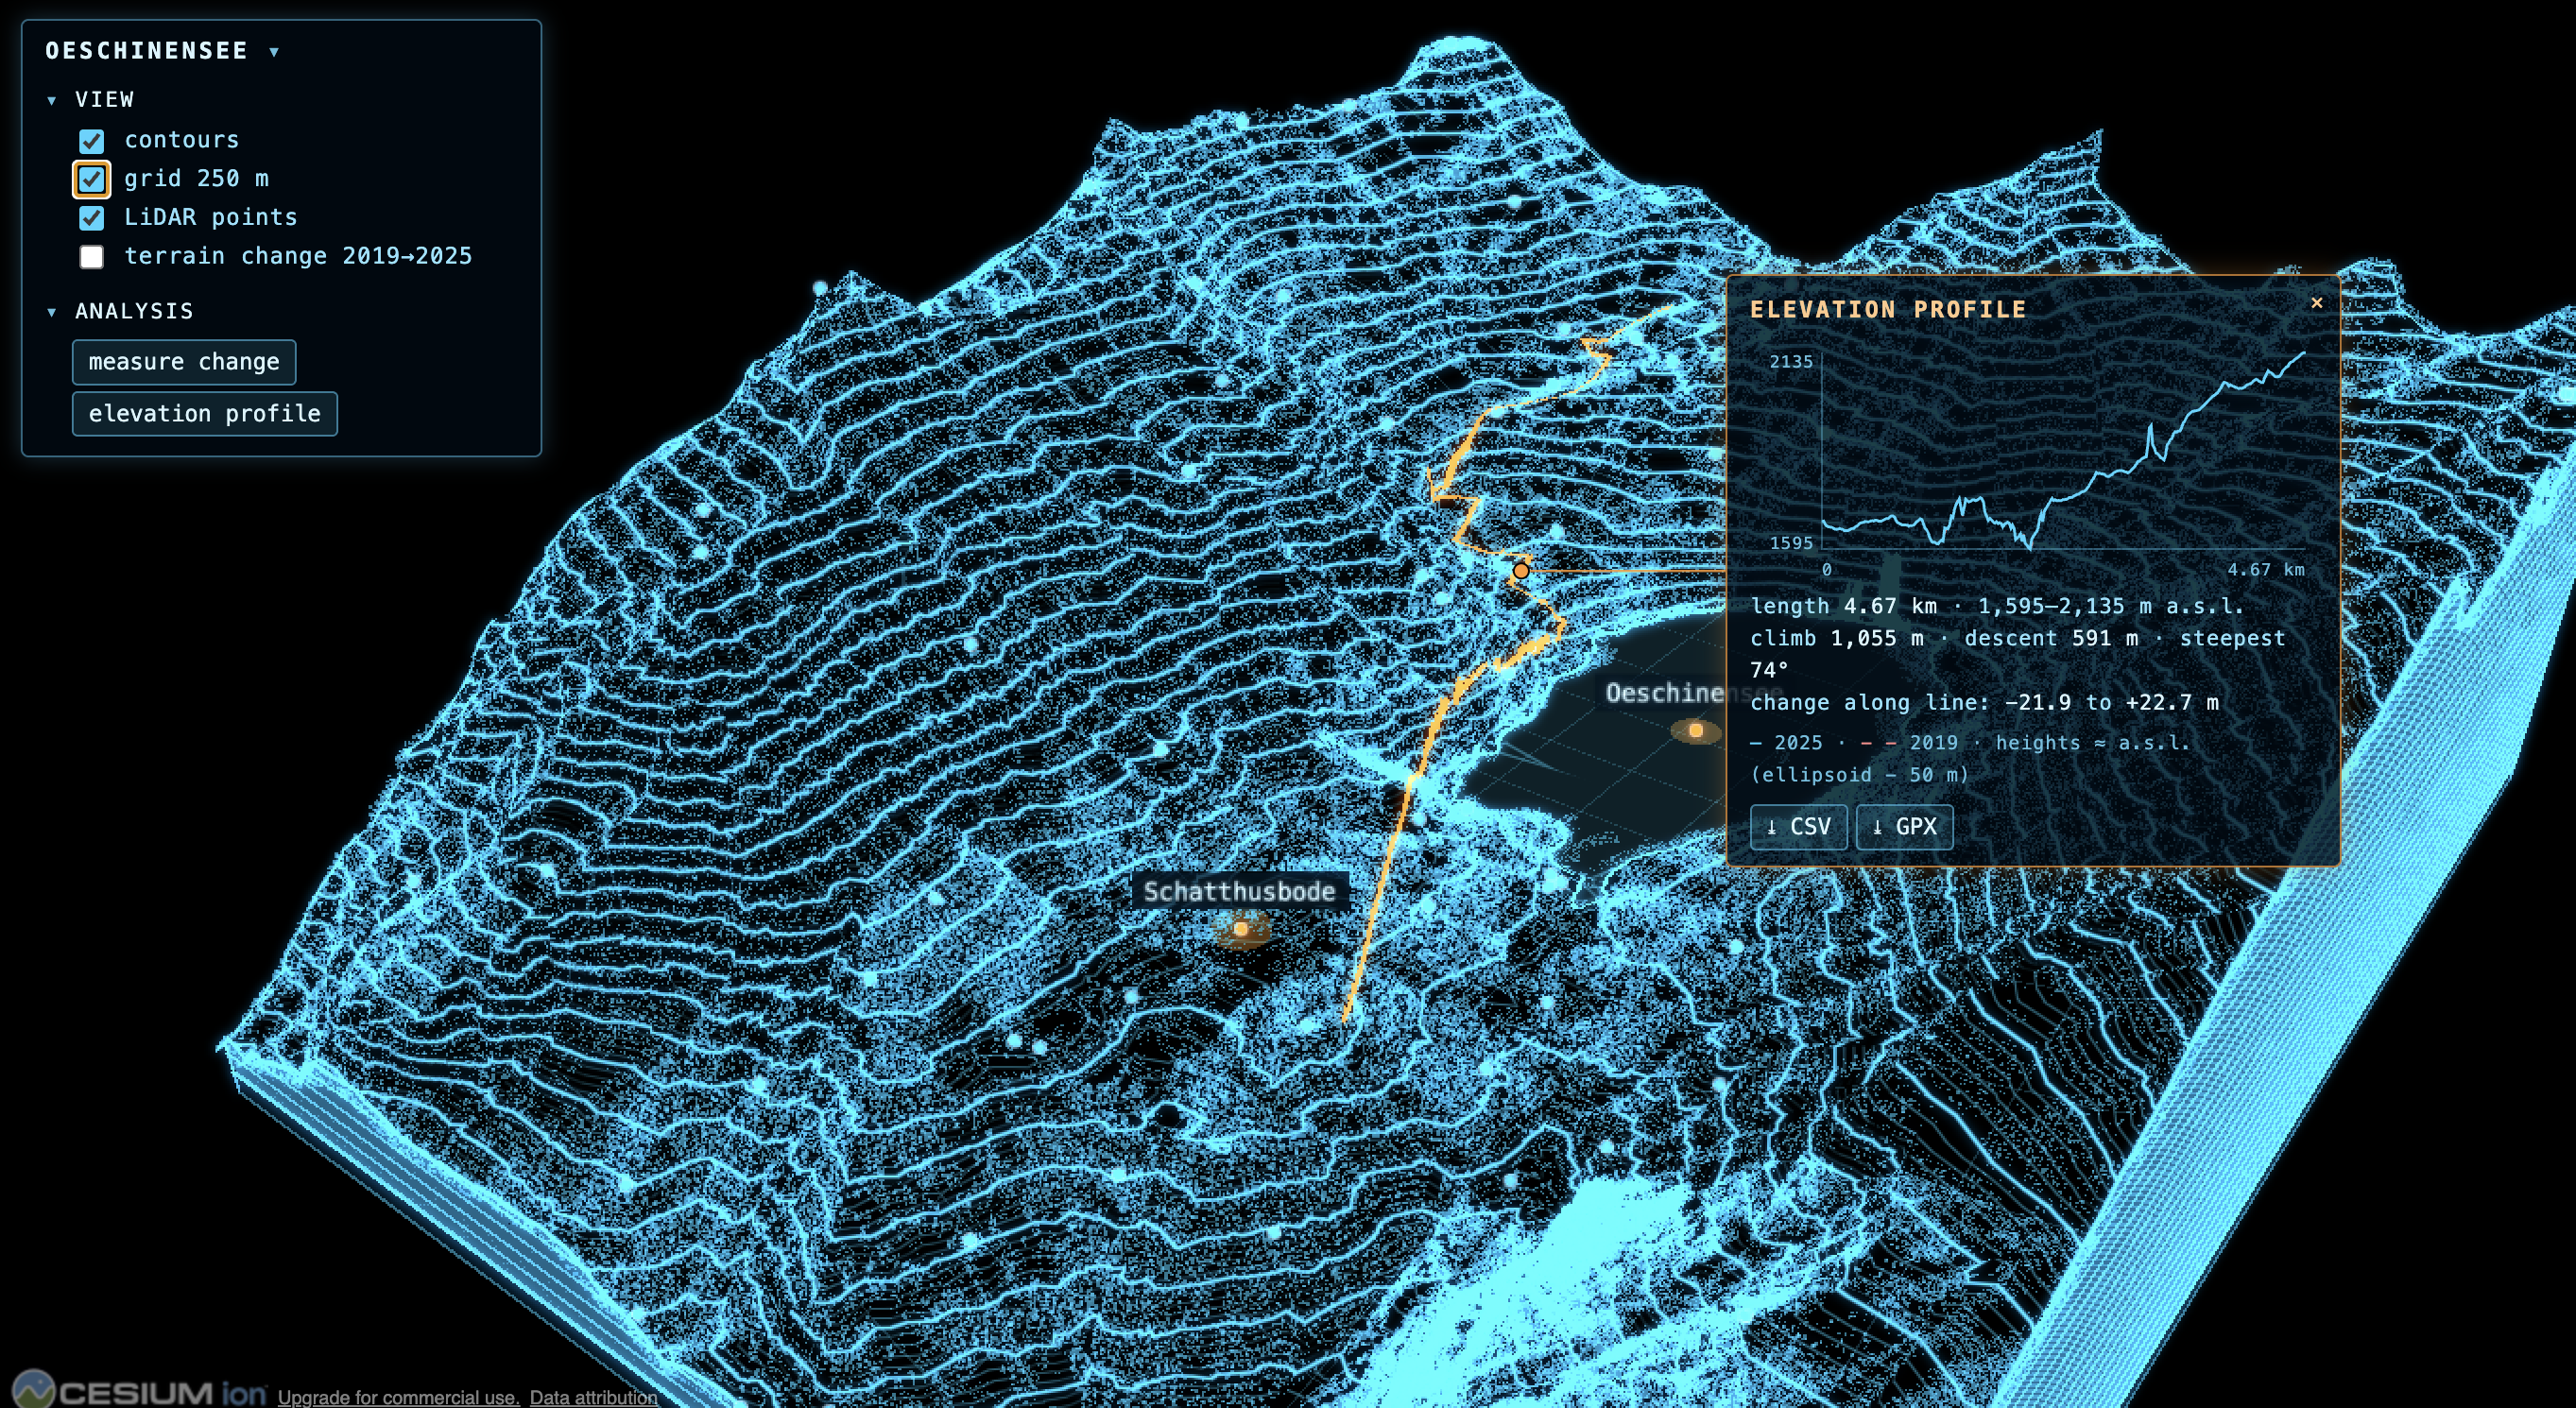 OESCHINENSEE ▾
▾ VIEW
contours
grid 250 m
LiDAR points
terrain change 2019→2025
▾ ANALYSIS
measure change
elevation profile
ELEVATION PROFILE ×
2135
1595
0 4.67 km
length 4.67 km · 1,595–2,135 m a.s.l.
climb 1,055 m · descent 591 m · steepest
74°
change along line: −21.9 to +22.7 m
— 2025 · – – 2019 · heights ≈ a.s.l.
(ellipsoid − 50 m)
⤓ CSV ⤓ GPX
Oeschinensee
Schatthusbode
CESIUM ion Upgrade for commercial use. Data attribution